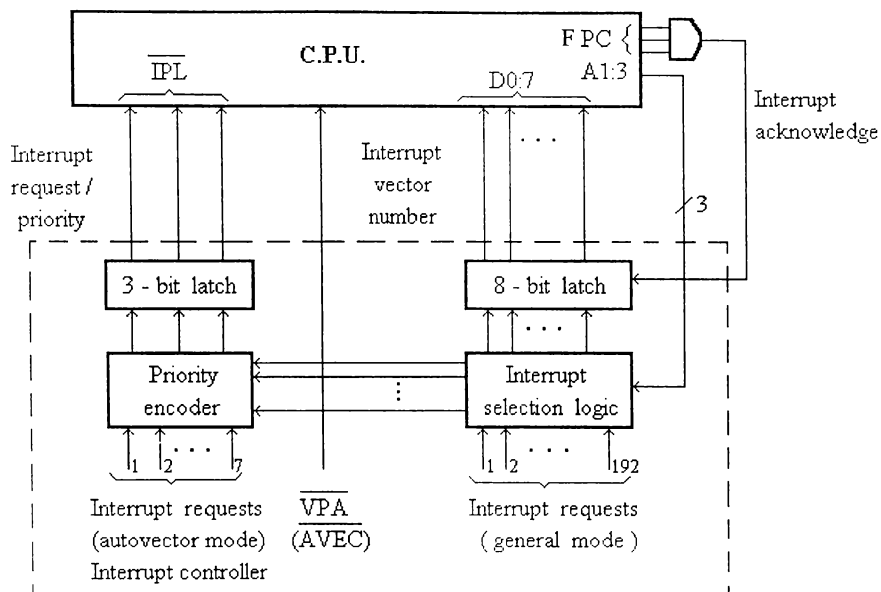 C.P.U.
IPL
F PC {
A1:3
D0:7
. . .
Interrupt
acknowledge
Interrupt
request /
priority
Interrupt
vector
number
3
3 - bit latch
8 - bit latch
. . .
Priority
encoder
Interrupt
selection logic
1 2 . . . 7
1 2 . . . 192
Interrupt requests
(autovector mode)
Interrupt controller
VPA
(AVEC)
Interrupt requests
( general mode )